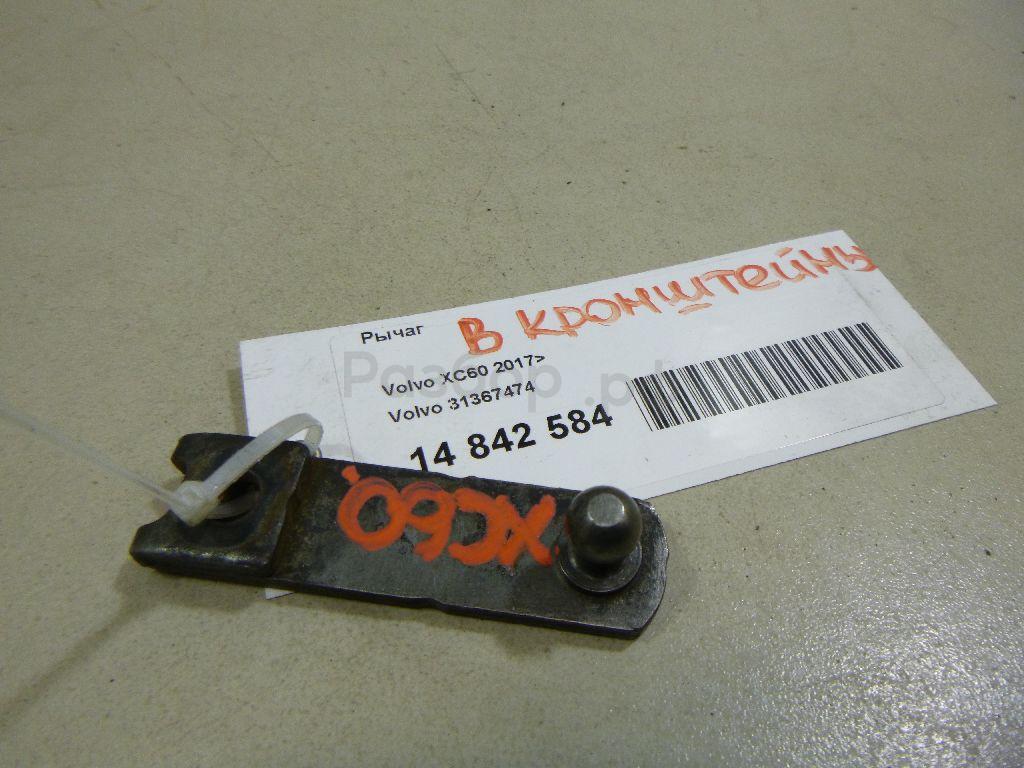 В КРОНШТЕЙНЫ
Рычаг
Volvo XC60 2017>
Volvo 31367474
14 842 584
XC60